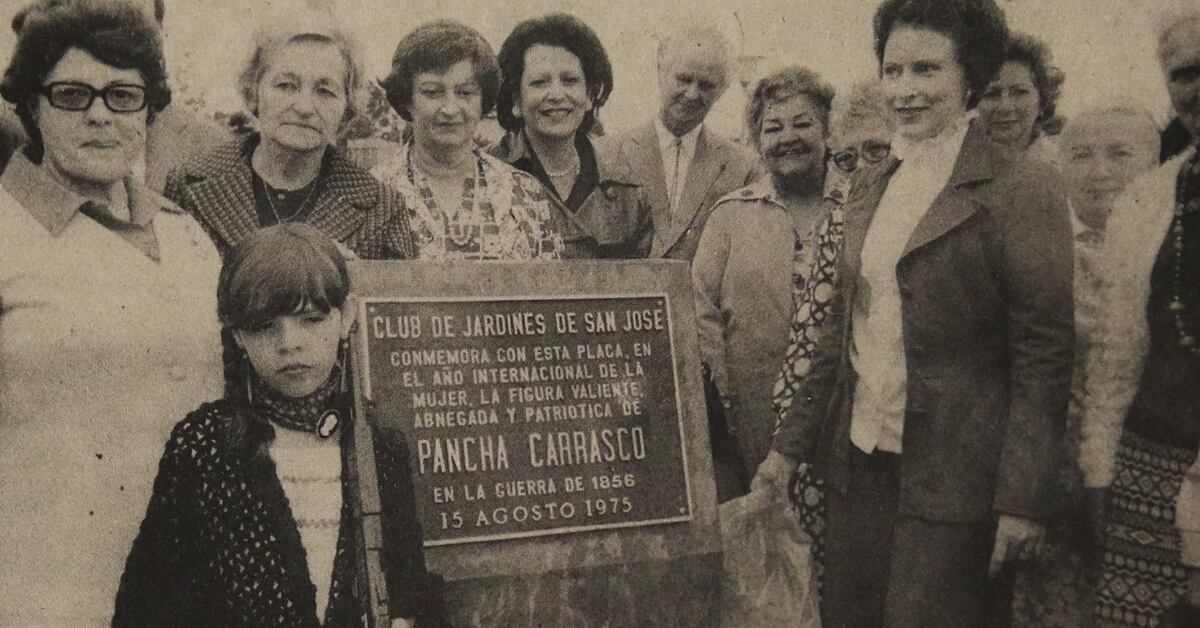 CLUB DE JARDINES DE SAN JOSE
CONMEMORA CON ESTA PLACA, EN
EL AÑO INTERNACIONAL DE LA
MUJER, LA FIGURA VALIENTE,
ABNEGADA Y PATRIOTICA DE
PANCHA CARRASCO
EN LA GUERRA DE 1856
15 AGOSTO 1975